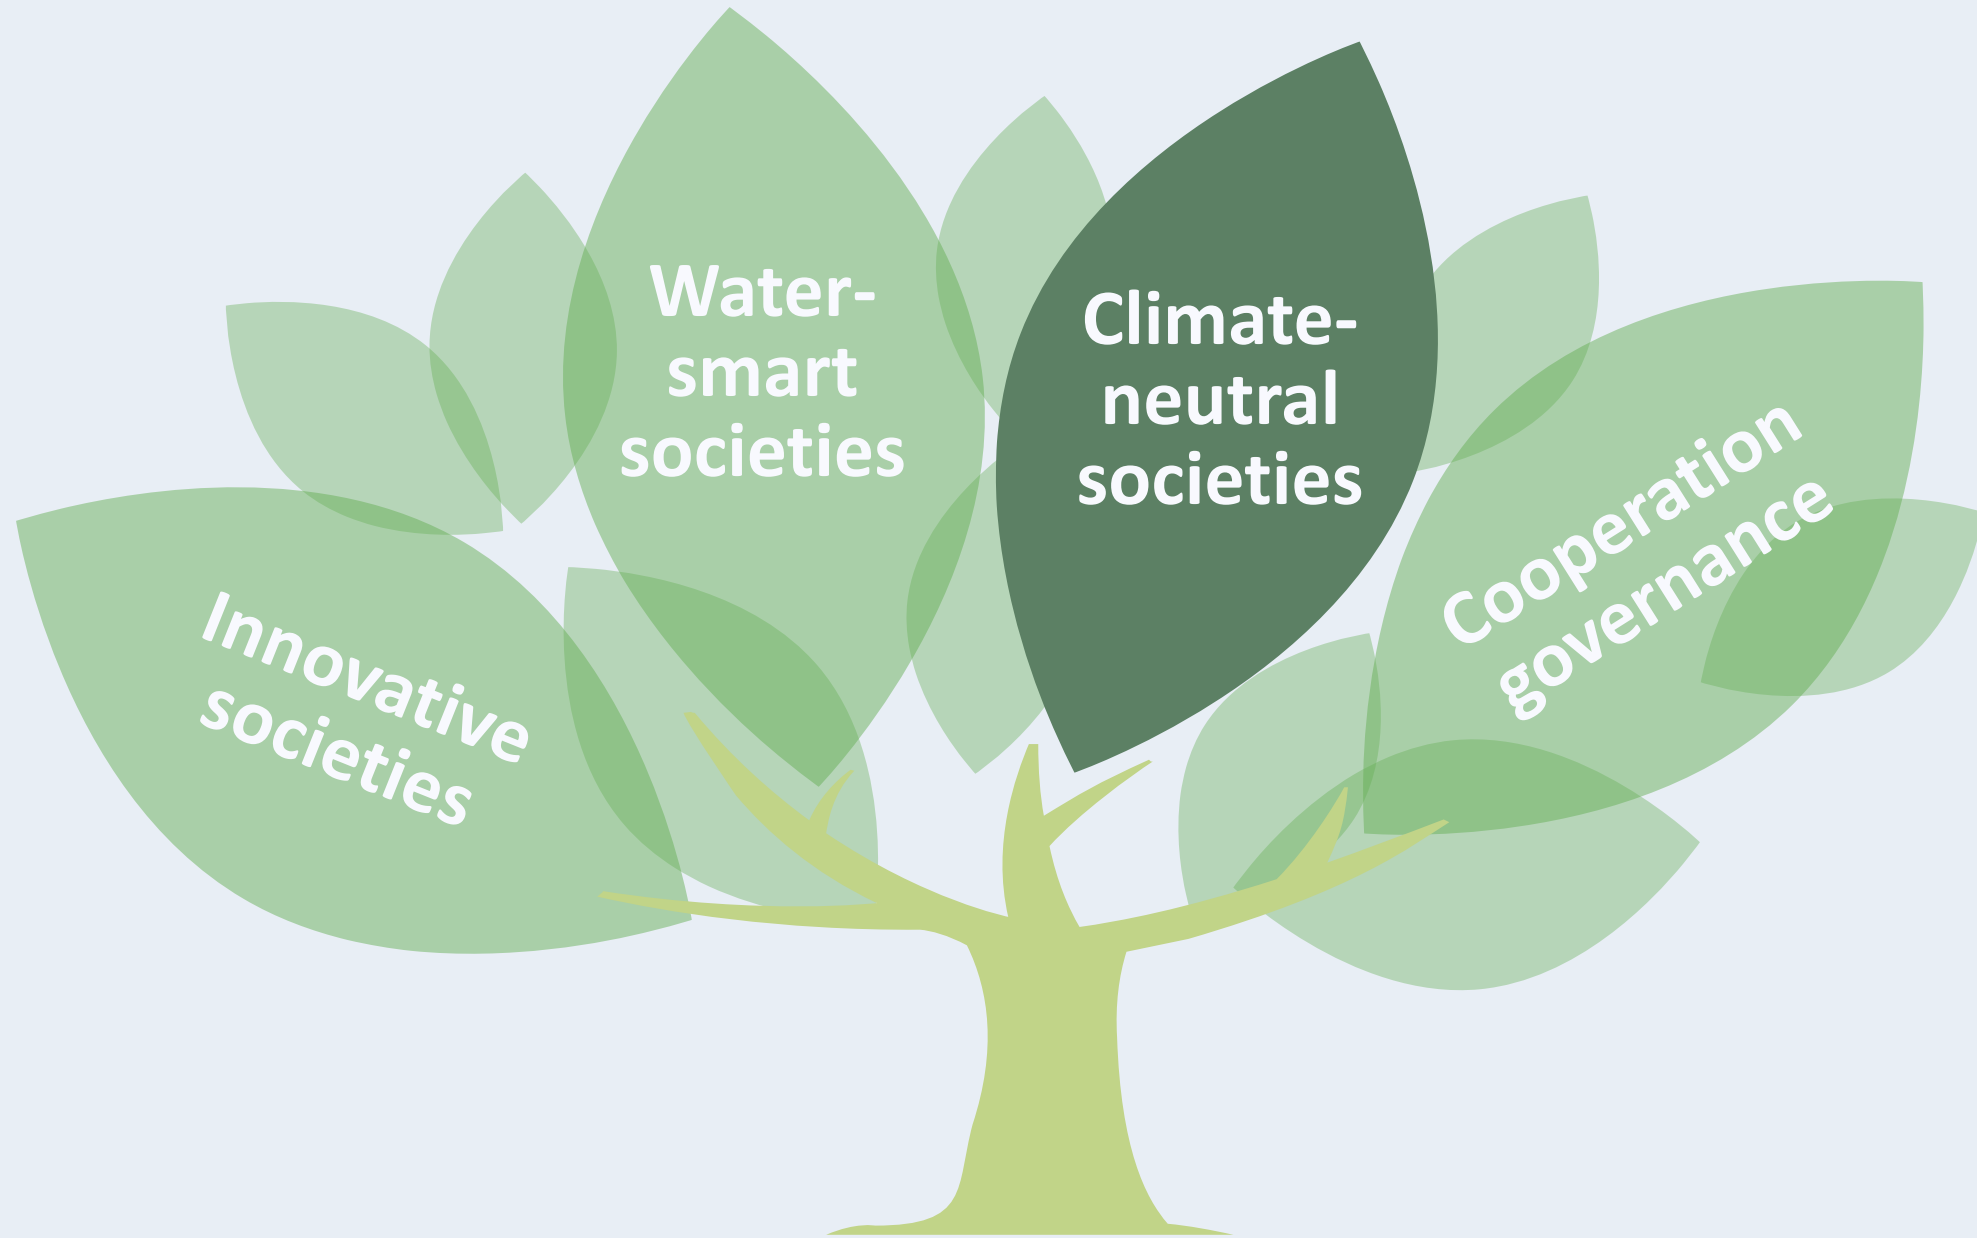 Innovative
societies
Water-
smart
societies
Climate-
neutral
societies
Cooperation
governance